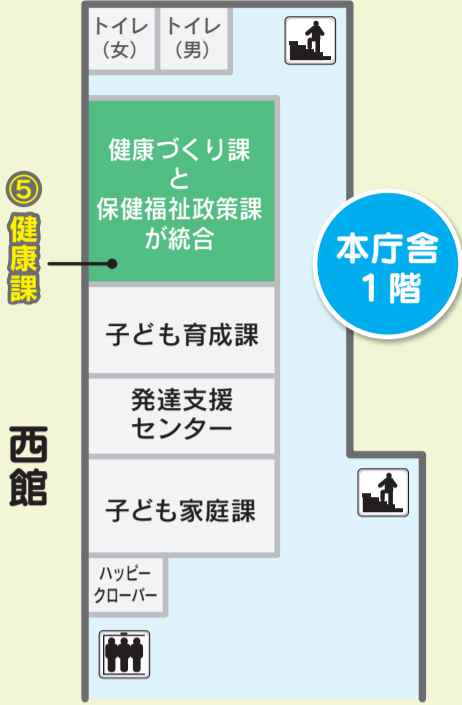 トイレ
（女）
トイレ
（男）
健康づくり課
と
保健福祉政策課
が統合
⑤健康課
本庁舎
1階
子ども育成課
発達支援
センター
西館
子ども家庭課
ハッピー
クローバー